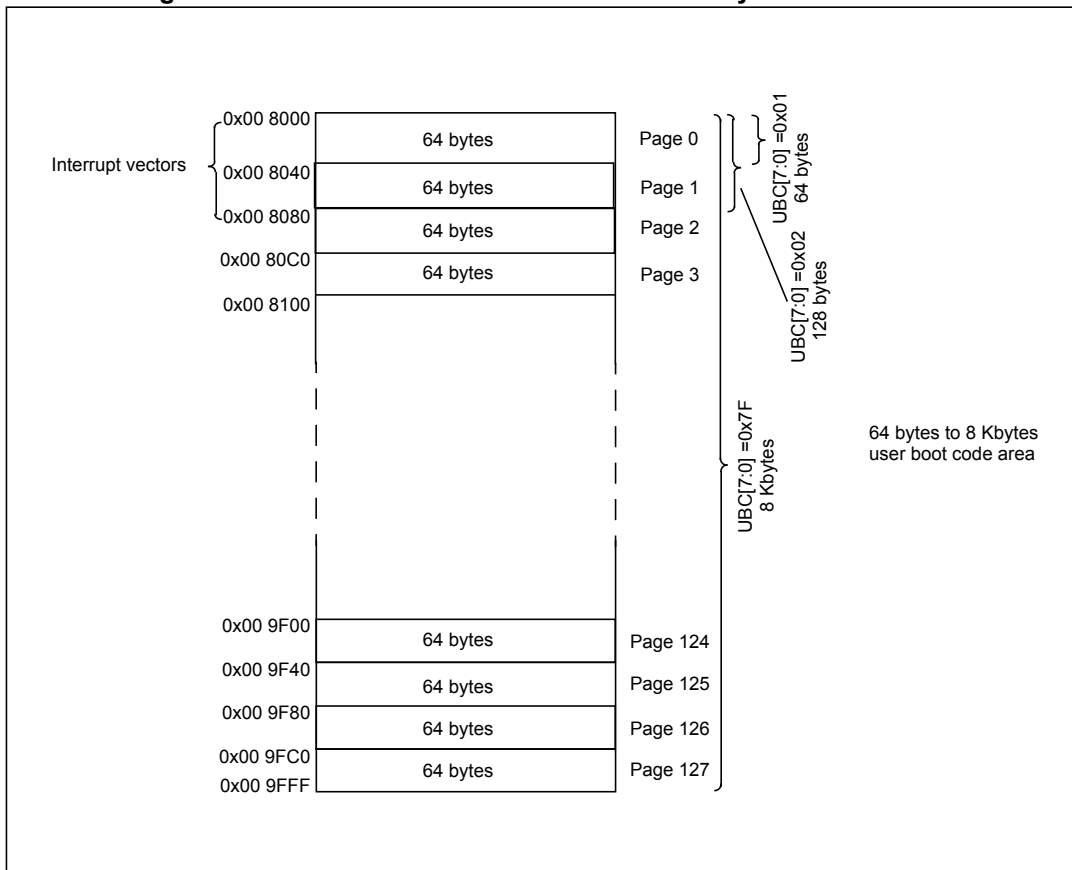 Interrupt vectors
0x00 8000
64 bytes
Page 0
0x00 8040
64 bytes
Page 1
0x00 8080
64 bytes
Page 2
0x00 80C0
64 bytes
Page 3
0x00 8100
UBC[7:0] =0x01
64 bytes
UBC[7:0] =0x02
128 bytes
UBC[7:0] =0x7F
8 Kbytes
64 bytes to 8 Kbytes
user boot code area
0x00 9F00
64 bytes
Page 124
0x00 9F40
64 bytes
Page 125
0x00 9F80
64 bytes
Page 126
0x00 9FC0
64 bytes
Page 127
0x00 9FFF